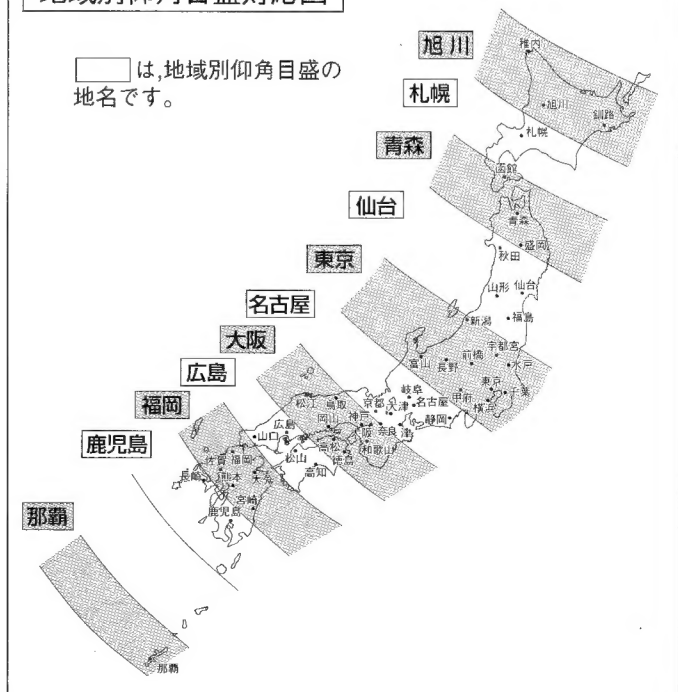 地域別仰角目盛対応図
は,地域別仰角目盛の
地名です。
旭川
札幌
青森
仙台
東京
名古屋
大阪
広島
福岡
鹿児島
那覇
稚内
旭川
釧路
札幌
函館
青森
盛岡
秋田
山形 仙台
新潟 福島
宇都宮
富山 長野 前橋 水戸
東京
甲府 千葉
横浜
岐阜
名古屋
静岡
京都 大津
松江 鳥取
神戸
岡山
奈良 津
広島
高松
和歌山
徳島
山口
松山
高知
佐賀 福岡
長崎
熊本
宮崎
鹿児島
那覇